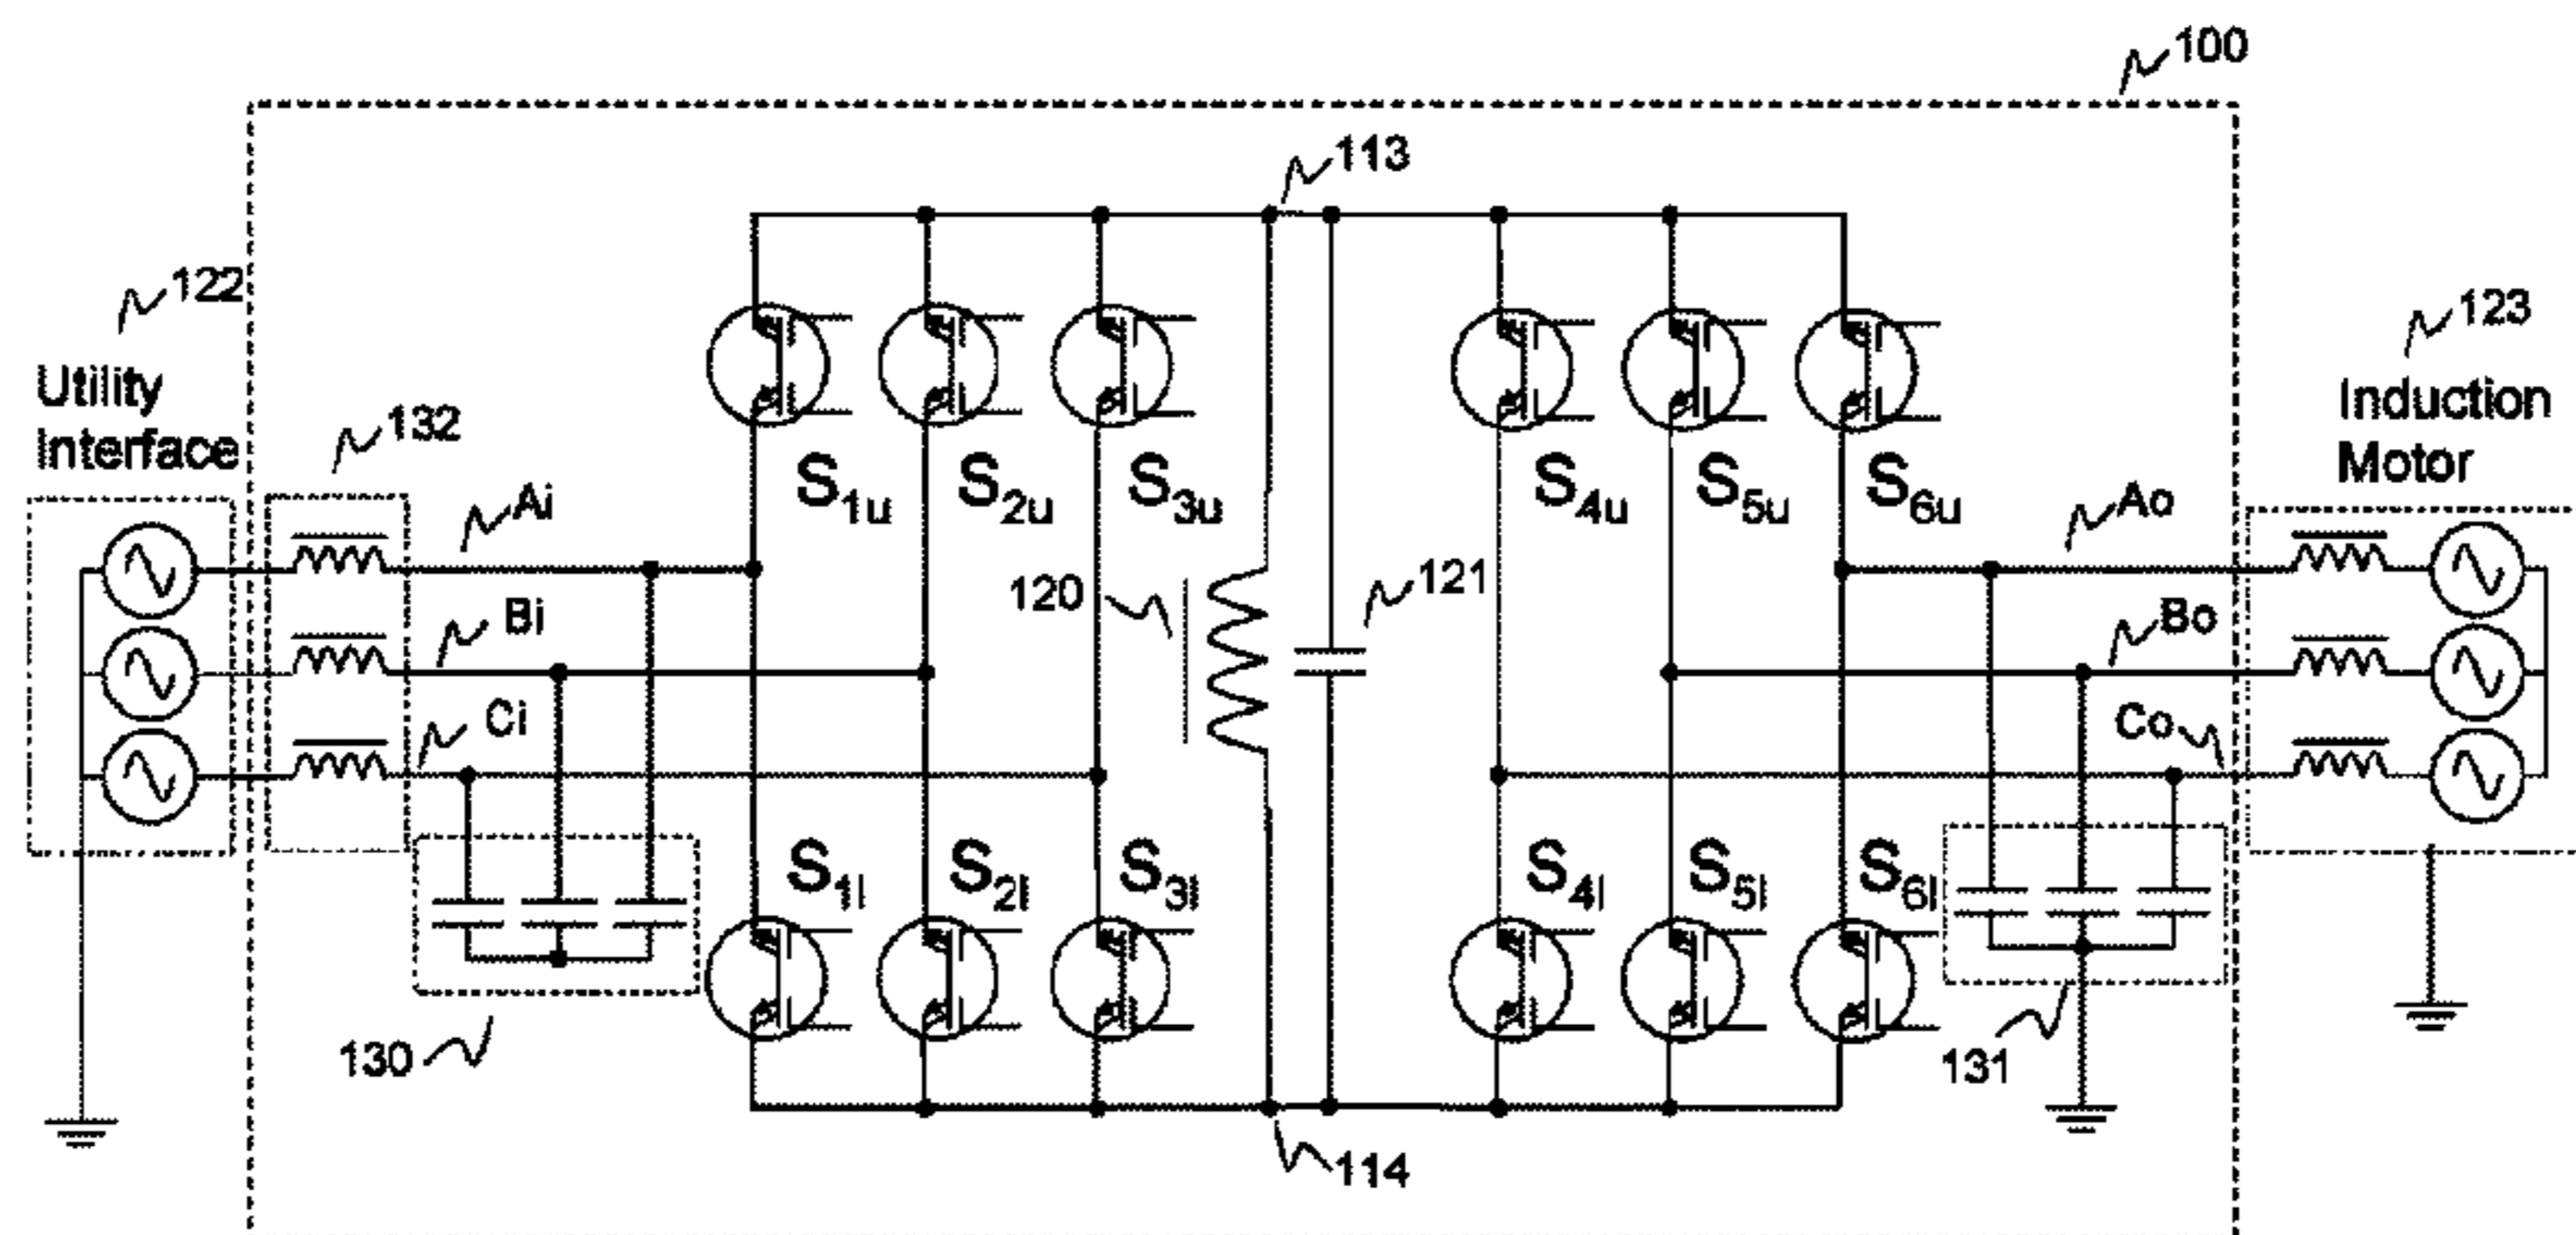 100
113
122
123
Utility
Interface
132
Induction
Motor
S1u
S2u
S3u
S4u
S5u
S6u
Ai
Ao
120
121
Bi
Bo
Ci
Co
S1l
S2l
S3l
S4l
S5l
S6l
130
131
114